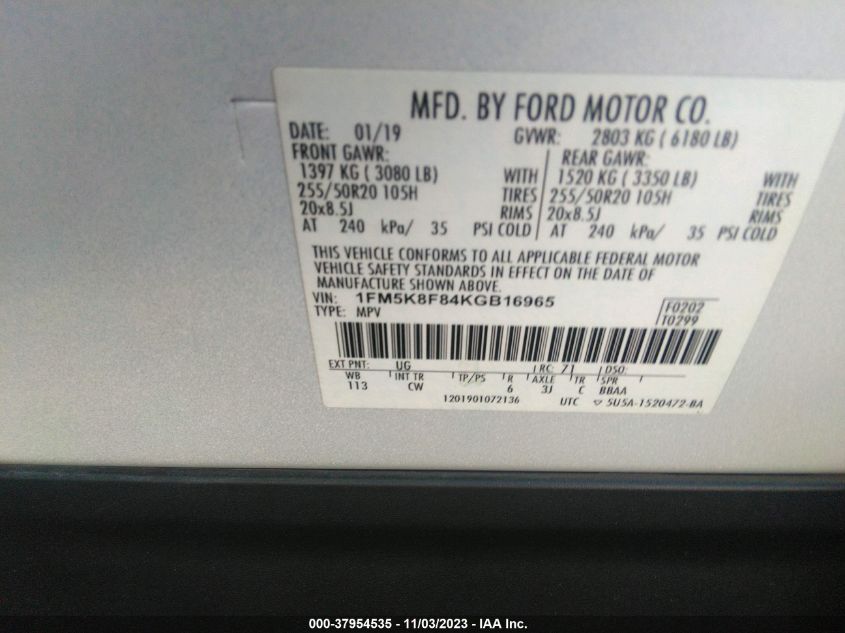 MFD. BY FORD MOTOR CO.
DATE: 01/19 GVWR: 2803 KG ( 6180 LB)
FRONT GAWR: REAR GAWR:
1397 KG ( 3080 LB) WITH 1520 KG ( 3350 LB) WITH
255/50R20 105H TIRES 255/50R20 105H TIRES
20x8.5J RIMS 20x8.5J RIMS
AT 240 kPa/ 35 PSI COLD AT 240 kPa/ 35 PSI COLD
THIS VEHICLE CONFORMS TO ALL APPLICABLE FEDERAL MOTOR
VEHICLE SAFETY STANDARDS IN EFFECT ON THE DATE OF
MANUFACTURE SHOWN ABOVE.
VIN: 1FM5K8F84KGB16965 F0202
TYPE: MPV T0299
EXT PNT: UG RC: 71 DSO:
WB INT TR TP/PS R AXLE TR SPR
113 CW 6 3J C BBAA
1201901072136 UTC 5U5A-1520472-BA
000-37954535 - 11/03/2023 - IAA Inc.